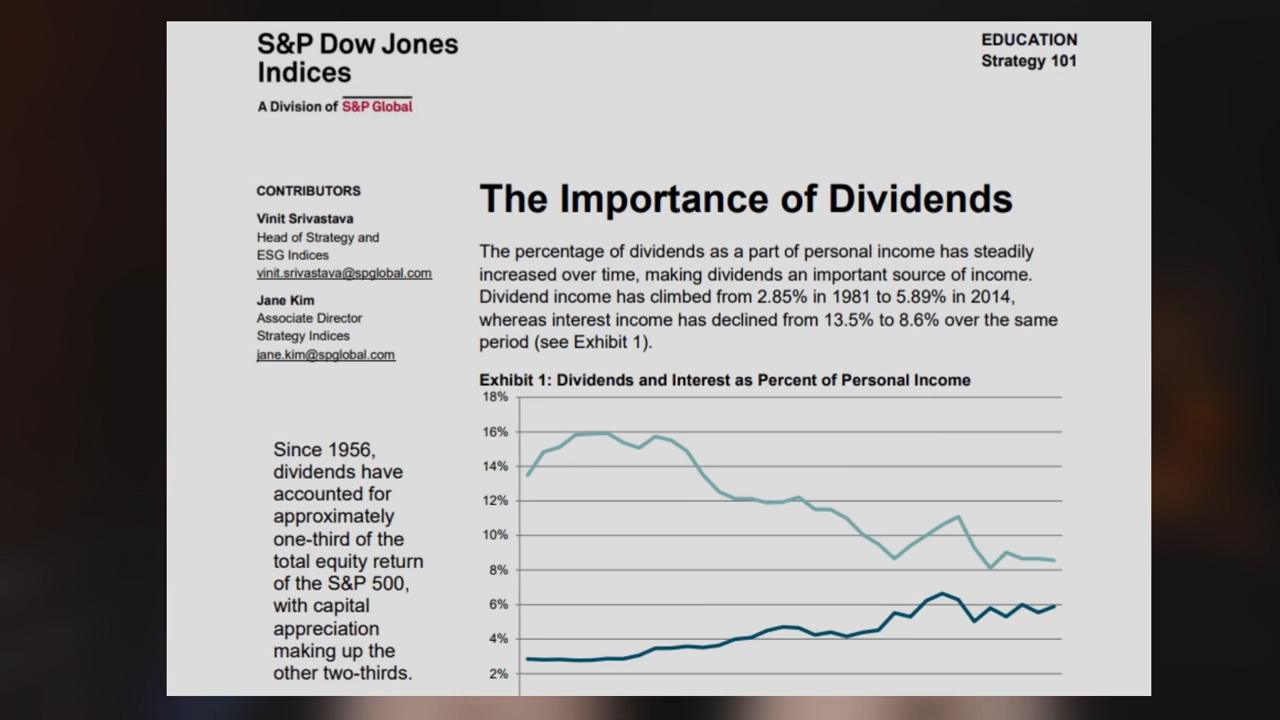 S&P Dow Jones
Indices
A Division of S&P Global
EDUCATION
Strategy 101
CONTRIBUTORS
Vinit Srivastava
Head of Strategy and
ESG Indices
vinit.srivastava@spglobal.com
Jane Kim
Associate Director
Strategy Indices
jane.kim@spglobal.com
Since 1956,
dividends have
accounted for
approximately
one-third of the
total equity return
of the S&P 500,
with capital
appreciation
making up the
other two-thirds.
The Importance of Dividends
The percentage of dividends as a part of personal income has steadily
increased over time, making dividends an important source of income.
Dividend income has climbed from 2.85% in 1981 to 5.89% in 2014,
whereas interest income has declined from 13.5% to 8.6% over the same
period (see Exhibit 1).
Exhibit 1: Dividends and Interest as Percent of Personal Income
18%
16%
14%
12%
10%
8%
6%
4%
2%